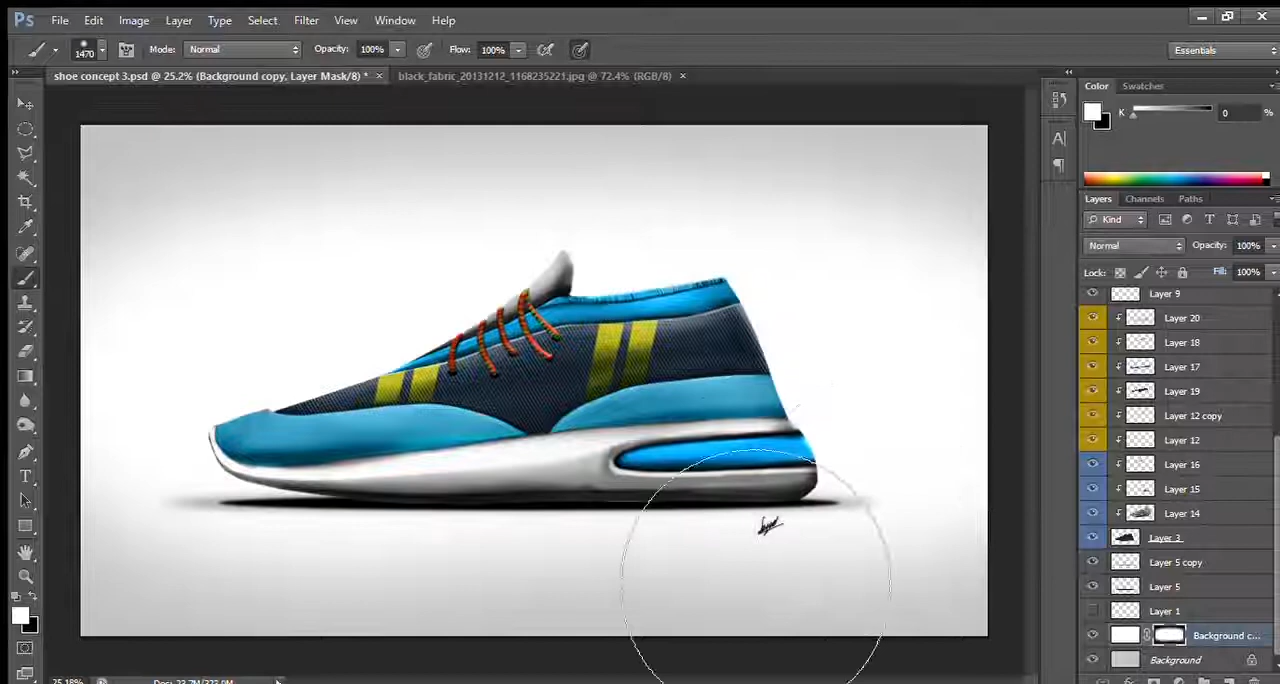 Ps File Edit Image Layer Type Select Filter View Window Help
1470 Mode: Normal Opacity: 100% Flow: 100% Essentials
shoe concept 3.psd @ 25.2% (Background copy, Layer Mask/8) * × black_fabric_20131212_1168235221.jpg @ 72.4% (RGB/8) ×
Color Swatches
K 0 %
Layers Channels Paths
Kind
Normal Opacity: 100%
Lock: Fill: 100%
Layer 9
Layer 20
Layer 18
Layer 17
Layer 19
Layer 12 copy
Layer 12
Layer 16
Layer 15
Layer 14
Layer 3
Layer 5 copy
Layer 5
Layer 1
Background c...
Background